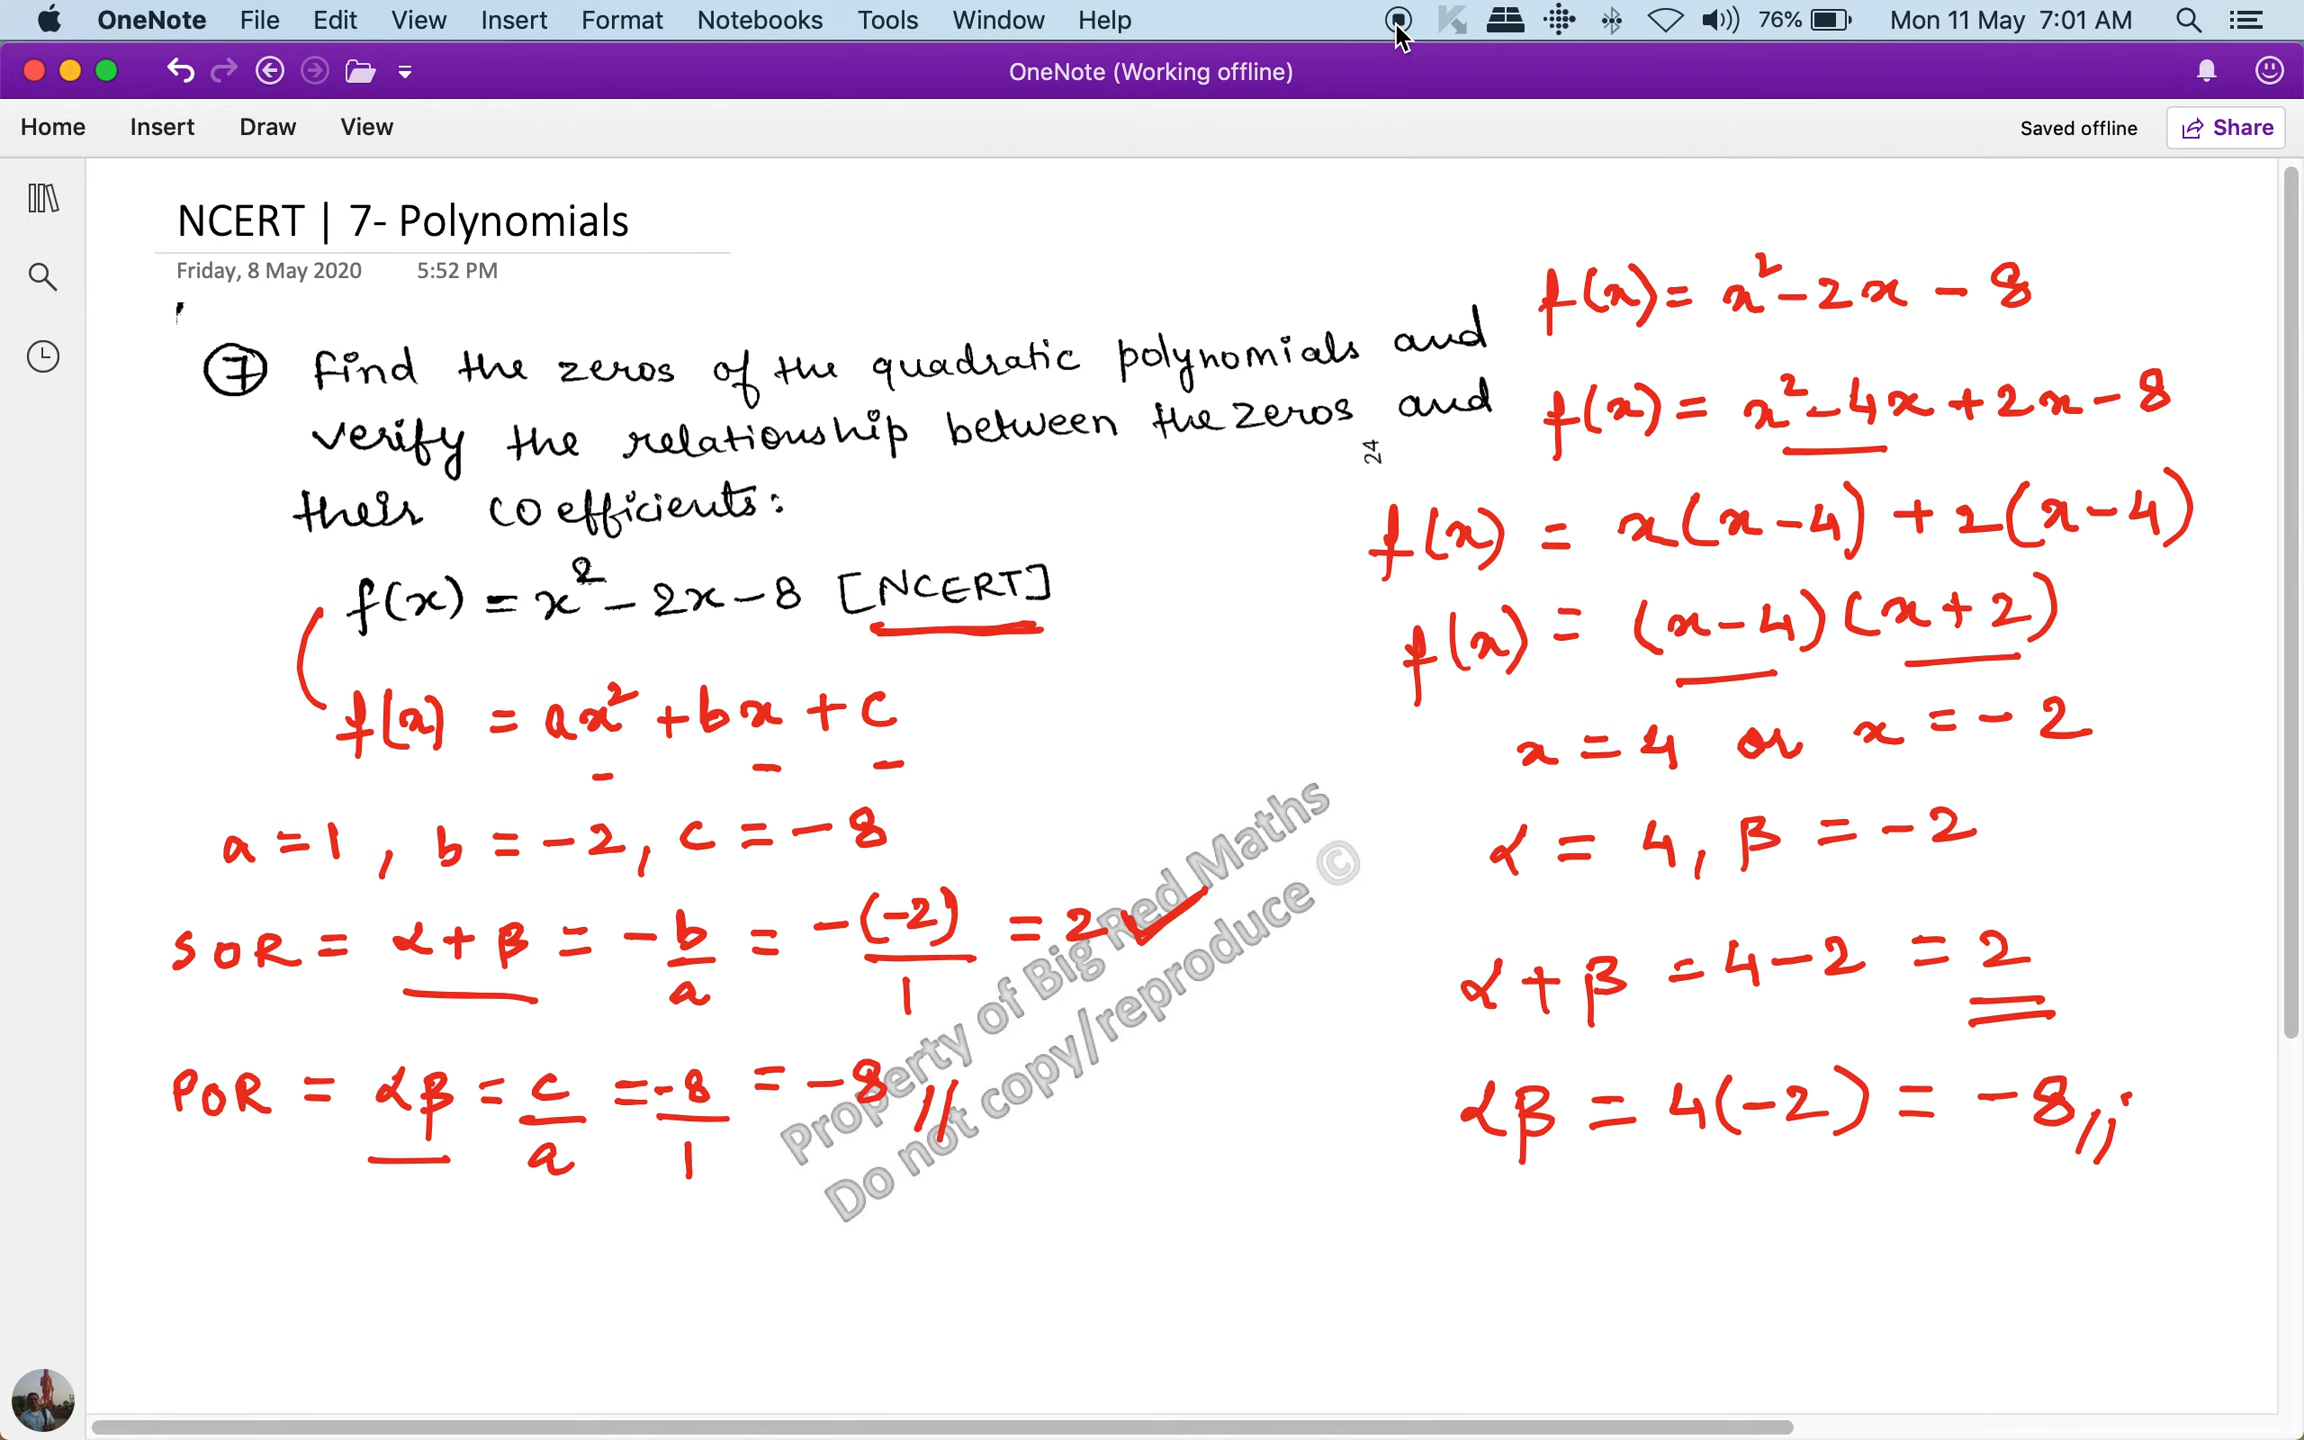 OneNote File Edit View Insert Format Notebooks Tools Window Help 76% Mon 11 May 7:01 AM
OneNote (Working offline)
Home Insert Draw View Saved offline Share
NCERT | 7- Polynomials
Friday, 8 May 2020 5:52 PM
7 Find the zeros of the quadratic polynomials and
verify the relationship between the zeros and
their coefficients:
f(x) = x² - 2x - 8 [NCERT]
f(x) = ax² + bx + c
a = 1, b = -2, c = -8
SOR = α + β = -b/a = -(-2)/1 = 2 ✓
POR = αβ = c/a = -8/1 = -8 //
24
f(x) = x² - 2x - 8
f(x) = x² - 4x + 2x - 8
f(x) = x(x-4) + 2(x-4)
f(x) = (x-4)(x+2)
x = 4 or x = -2
α = 4, β = -2
α + β = 4 - 2 = 2
αβ = 4(-2) = -8 //
Property of Big Red Maths
Do not copy/reproduce ©